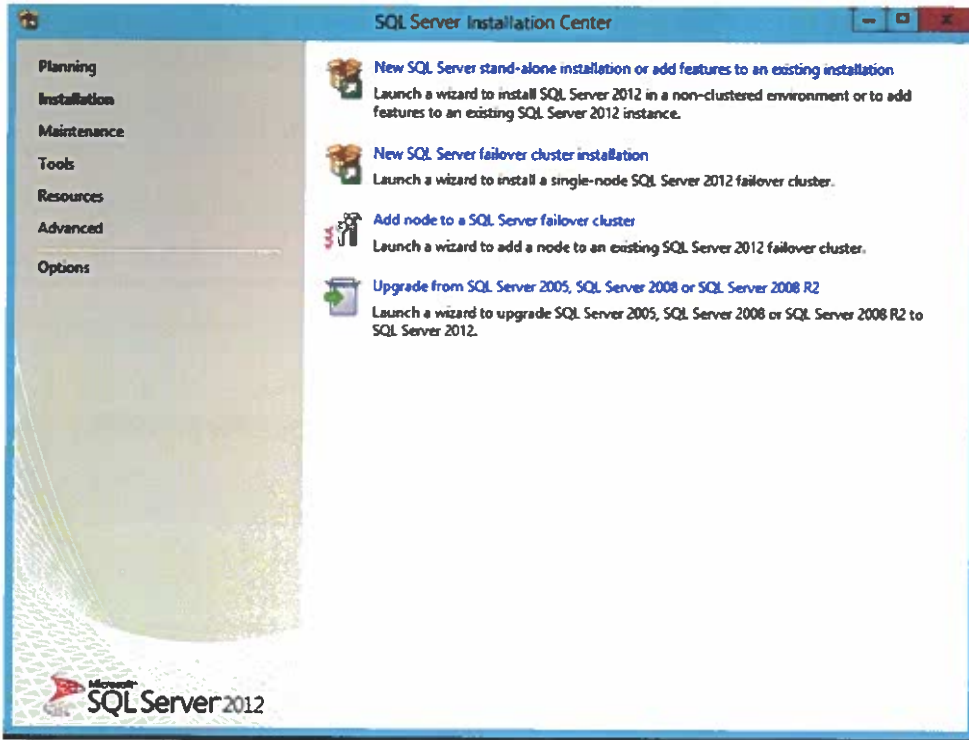 SQL Server Installation Center
Planning
Installation
Maintenance
Tools
Resources
Advanced
Options
New SQL Server stand-alone installation or add features to an existing installation
Launch a wizard to install SQL Server 2012 in a non-clustered environment or to add
features to an existing SQL Server 2012 instance.
New SQL Server failover cluster installation
Launch a wizard to install a single-node SQL Server 2012 failover cluster.
Add node to a SQL Server failover cluster
Launch a wizard to add a node to an existing SQL Server 2012 failover cluster.
Upgrade from SQL Server 2005, SQL Server 2008 or SQL Server 2008 R2
Launch a wizard to upgrade SQL Server 2005, SQL Server 2008 or SQL Server 2008 R2 to
SQL Server 2012.
Microsoft
SQL Server 2012